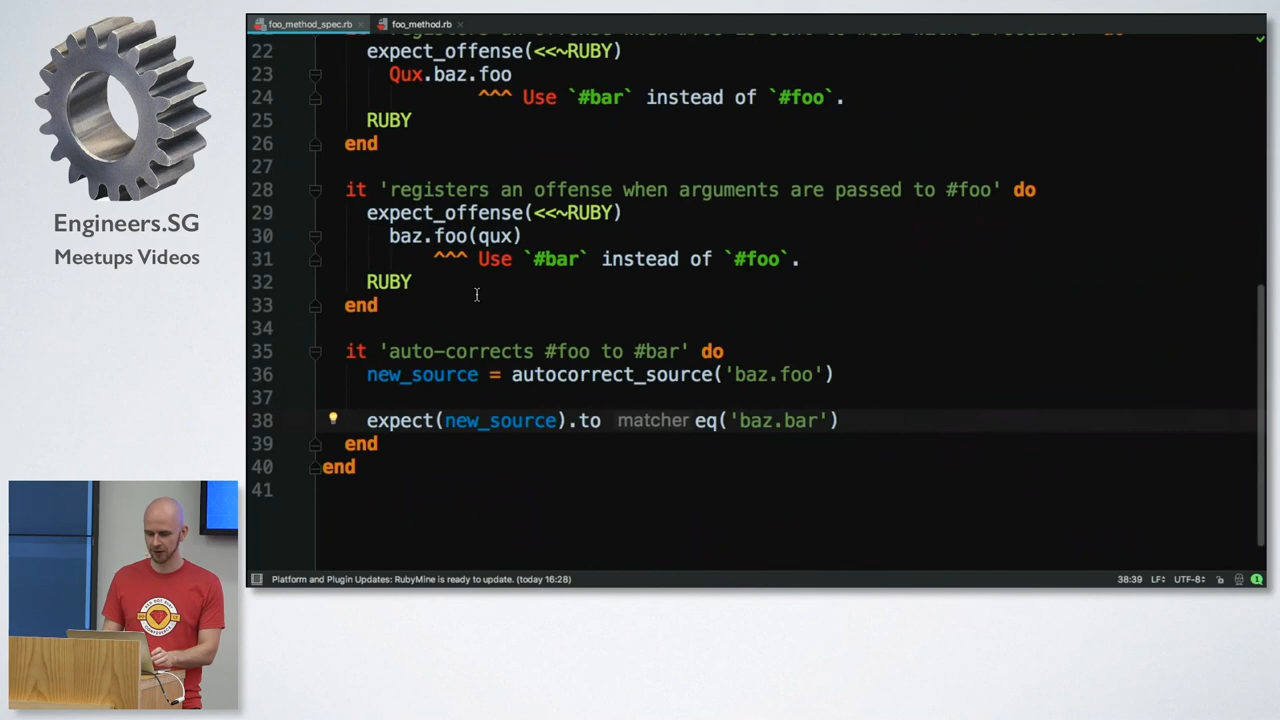 foo_method_spec.rb
foo_method.rb
22 expect_offense(<<~RUBY)
23 Qux.baz.foo
24 ^^^ Use `#bar` instead of `#foo`.
25 RUBY
26 end
27
28 it 'registers an offense when arguments are passed to #foo' do
29 expect_offense(<<~RUBY)
30 baz.foo(qux)
31 ^^^ Use `#bar` instead of `#foo`.
32 RUBY
33 end
34
35 it 'auto-corrects #foo to #bar' do
36 new_source = autocorrect_source('baz.foo')
37
38 expect(new_source).to matcher eq('baz.bar')
39 end
40 end
41
Platform and Plugin Updates: RubyMine is ready to update. (today 16:28)
38:39 LF UTF-8
1
Engineers.SG
Meetups Videos